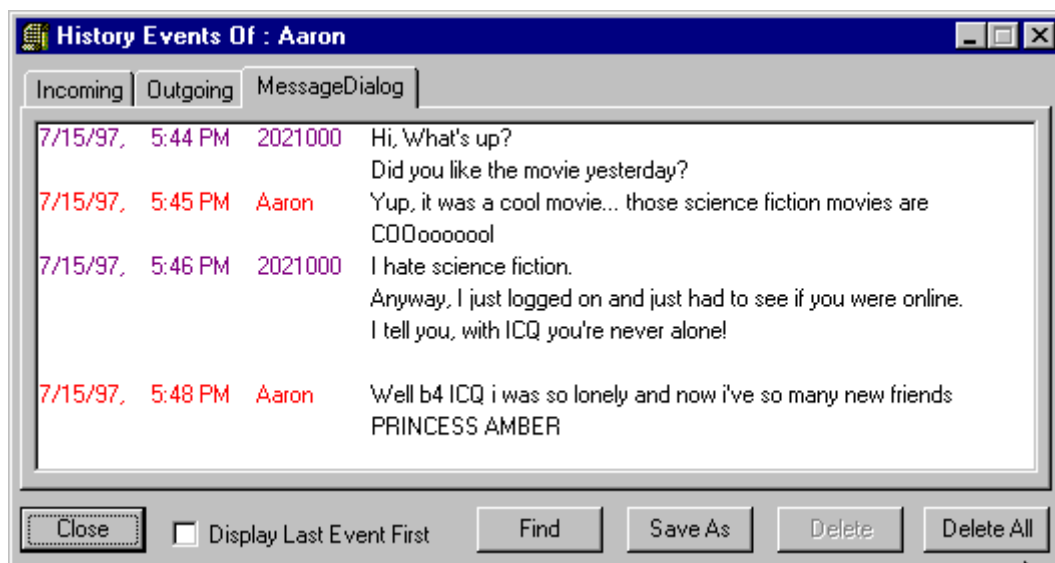 History Events Of : Aaron
Incoming Outgoing MessageDialog
7/15/97, 5:44 PM 2021000 Hi, What's up?
Did you like the movie yesterday?
7/15/97, 5:45 PM Aaron Yup, it was a cool movie... those science fiction movies are
COOooooool
7/15/97, 5:46 PM 2021000 I hate science fiction.
Anyway, I just logged on and just had to see if you were online.
I tell you, with ICQ you're never alone!
7/15/97, 5:48 PM Aaron Well b4 ICQ i was so lonely and now i've so many new friends
PRINCESS AMBER
Close Display Last Event First Find Save As Delete Delete All